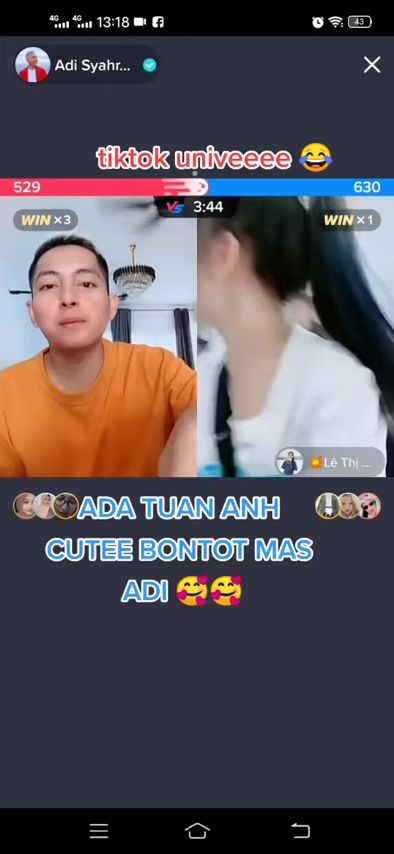 4G 4G 13:18 43
Adi Syahr...
tiktok univeeee 😂
529 630
WIN ×3 VS 3:44 WIN ×1
💥Lê Thị ...
ADA TUAN ANH
CUTEE BONTOT MAS
ADI 🥰🥰